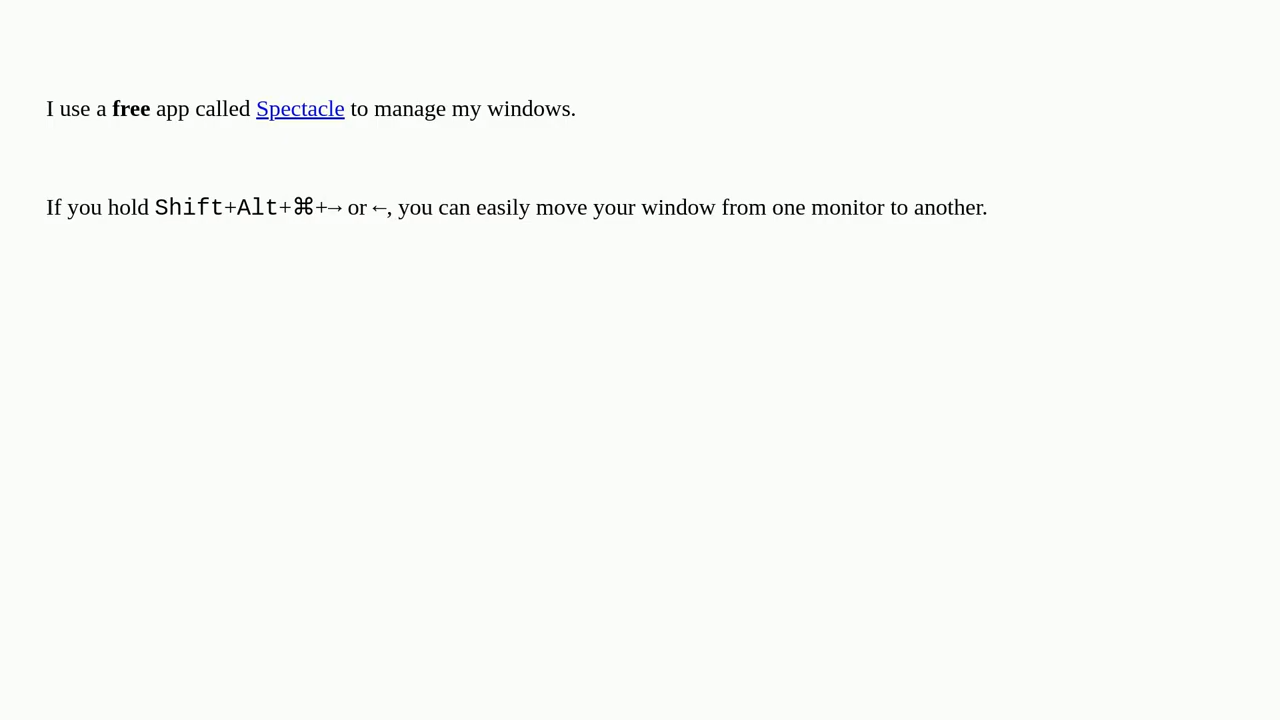 I use a free app called Spectacle to manage my windows.
If you hold Shift+Alt+⌘+→ or ←, you can easily move your window from one monitor to another.